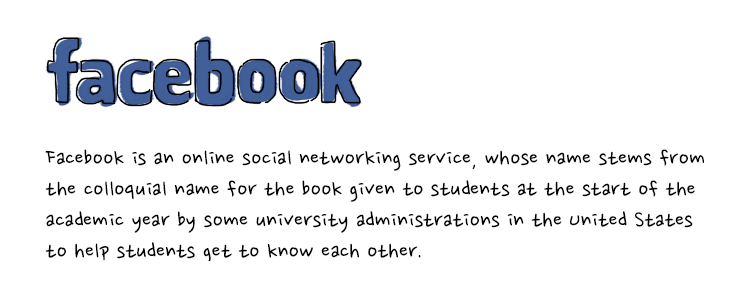 facebook
Facebook is an online social networking service, whose name stems from
the colloquial name for the book given to students at the start of the
academic year by some university administrations in the United States
to help students get to know each other.